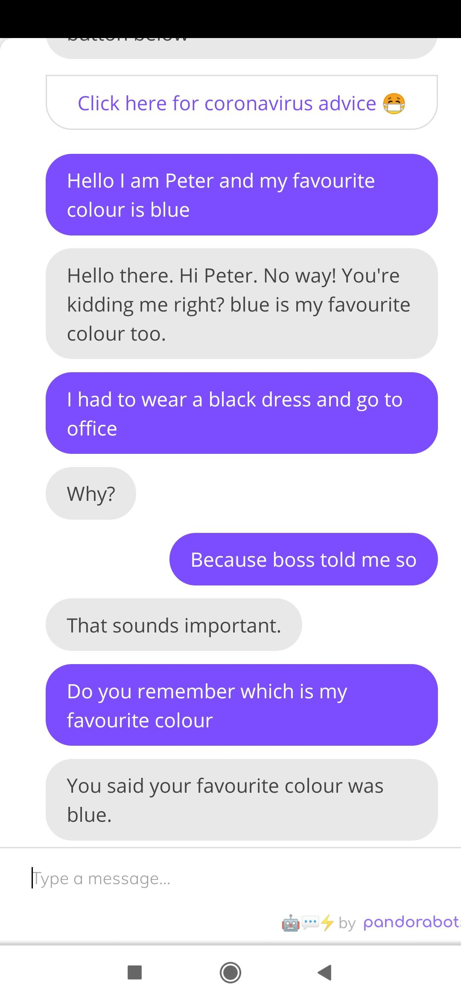 button below
Click here for coronavirus advice 😷
Hello I am Peter and my favourite
colour is blue
Hello there. Hi Peter. No way! You're
kidding me right? blue is my favourite
colour too.
I had to wear a black dress and go to
office
Why?
Because boss told me so
That sounds important.
Do you remember which is my
favourite colour
You said your favourite colour was
blue.
Type a message...
🤖💬⚡ by pandorabots